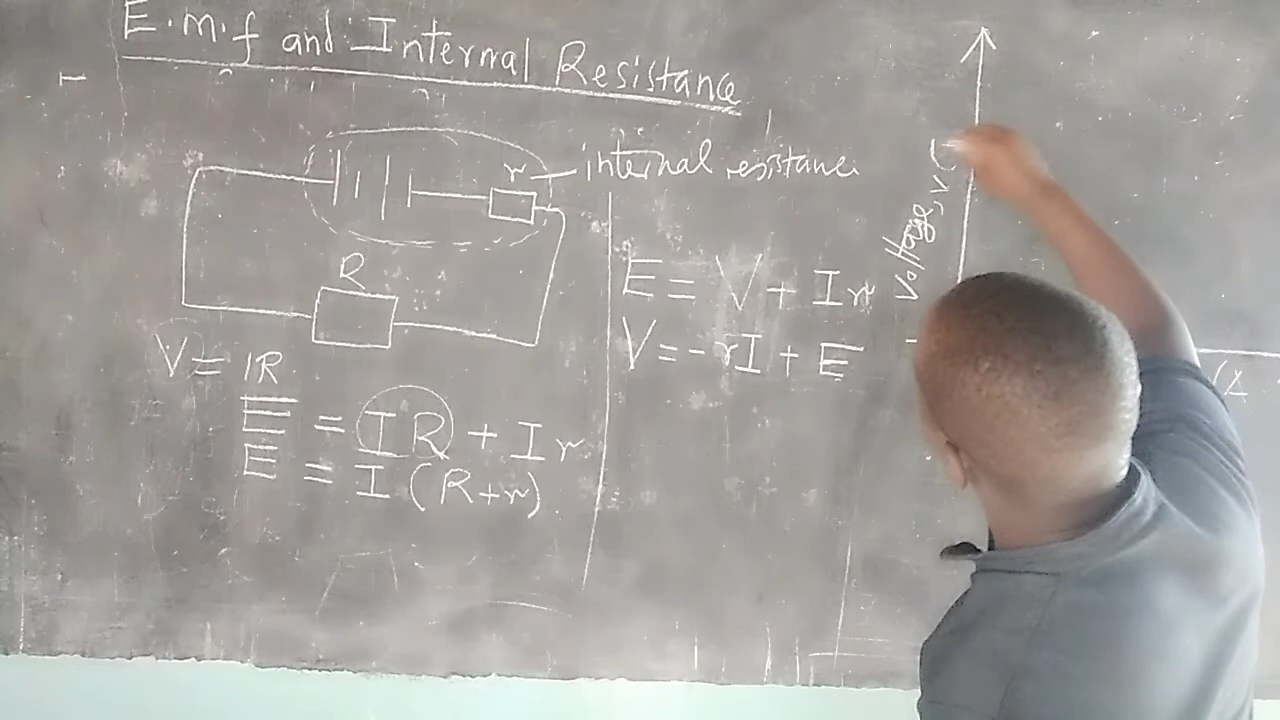 E.m.f and Internal Resistance
r
internal resistance
R
V = IR
E = IR + Ir
E = I(R+r)
E = V + Ir
V = -rI + E
Voltage, V (